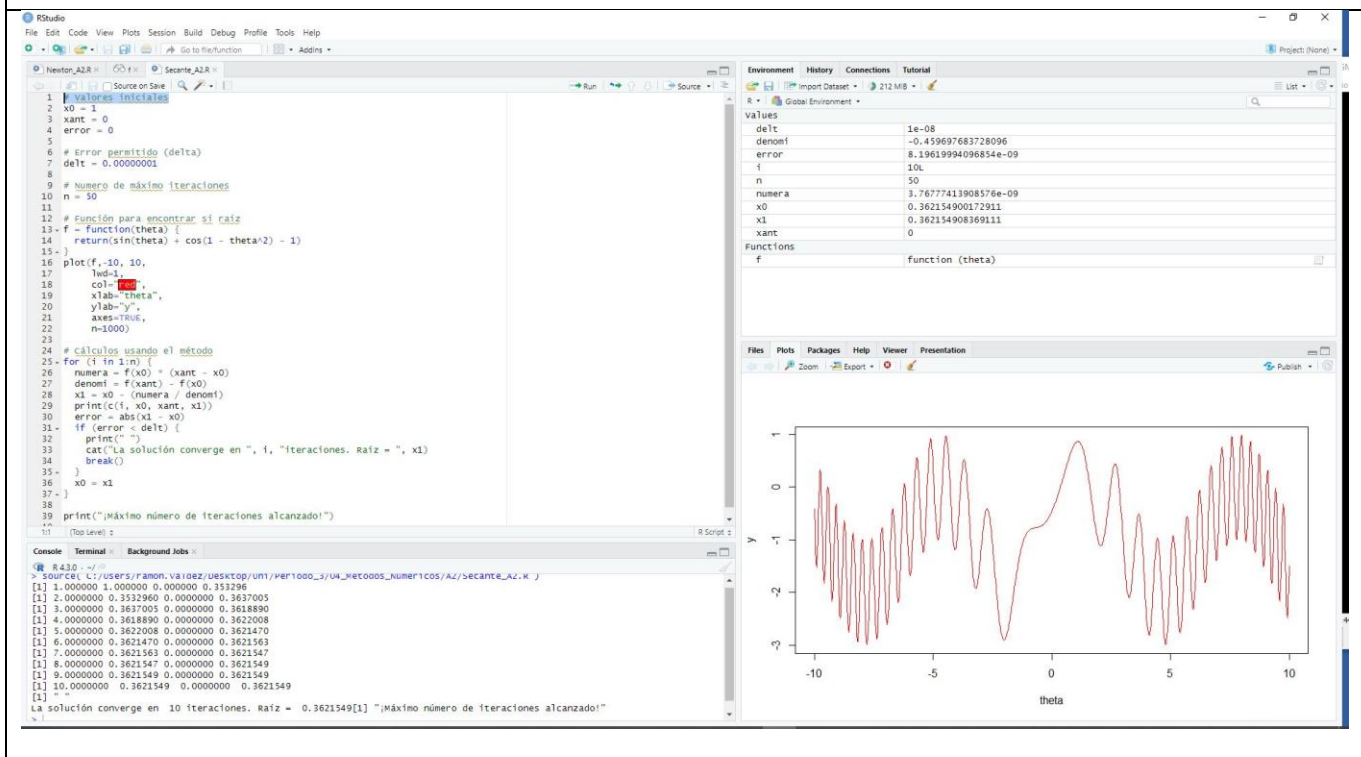 RStudio
File Edit Code View Plots Session Build Debug Profile Tools Help
Go to file/function Addins
Project: (None)
Newton_A2.R f Secante_A2.R
Source on Save Run Source
1 # Valores iniciales
2 x0 = 1
3 xant = 0
4 error = 0
5
6 # Error permitido (delta)
7 delt = 0.00000001
8
9 # Numero de máximo iteraciones
10 n = 50
11
12 # Función para encontrar si raíz
13 f = function(theta) {
14 return(sin(theta) + cos(1 - theta^2) - 1)
15 }
16 plot(f,-10, 10,
17 lwd=1,
18 col="red",
19 xlab="theta",
20 ylab="y",
21 axes=TRUE,
22 n=1000)
23
24 # Cálculos usando el método
25 for (i in 1:n) {
26 numera = f(x0) * (xant - x0)
27 denomi = f(xant) - f(x0)
28 x1 = x0 - (numera / denomi)
29 print(c(i, x0, xant, x1))
30 error = abs(x1 - x0)
31 if (error < delt) {
32 print(" ")
33 cat("La solución converge en ", i, "iteraciones. Raíz = ", x1)
34 break()
35 }
36 x0 = x1
37 }
38
39 print("¡Máximo número de iteraciones alcanzado!")
1:1 (Top Level) R Script
Console Terminal Background Jobs
R 4.3.0 · ~/
> source("C:/Users/ramon.valdez/Desktop/Uni/Periodo_3/04_Metodos_Numericos/A2/Secante_A2.R")
[1] 1.000000 1.000000 0.000000 0.353296
[1] 2.0000000 0.3532960 0.0000000 0.3637005
[1] 3.0000000 0.3637005 0.0000000 0.3618890
[1] 4.0000000 0.3618890 0.0000000 0.3622008
[1] 5.0000000 0.3622008 0.0000000 0.3621470
[1] 6.0000000 0.3621470 0.0000000 0.3621563
[1] 7.0000000 0.3621563 0.0000000 0.3621547
[1] 8.0000000 0.3621547 0.0000000 0.3621549
[1] 9.0000000 0.3621549 0.0000000 0.3621549
[1] 10.0000000 0.3621549 0.0000000 0.3621549
[1] " "
La solución converge en 10 iteraciones. Raíz = 0.3621549[1] "¡Máximo número de iteraciones alcanzado!"
>
Environment History Connections Tutorial
Import Dataset 212 MiB List
R Global Environment
Values
delt 1e-08
denomi -0.459697683728096
error 8.19619994096854e-09
i 10L
n 50
numera 3.76777413908576e-09
x0 0.362154900172911
x1 0.362154908369111
xant 0
Functions
f function (theta)
Files Plots Packages Help Viewer Presentation
Zoom Export Publish
1
0
-1
-2
-3
y
-10 -5 0 5 10
theta